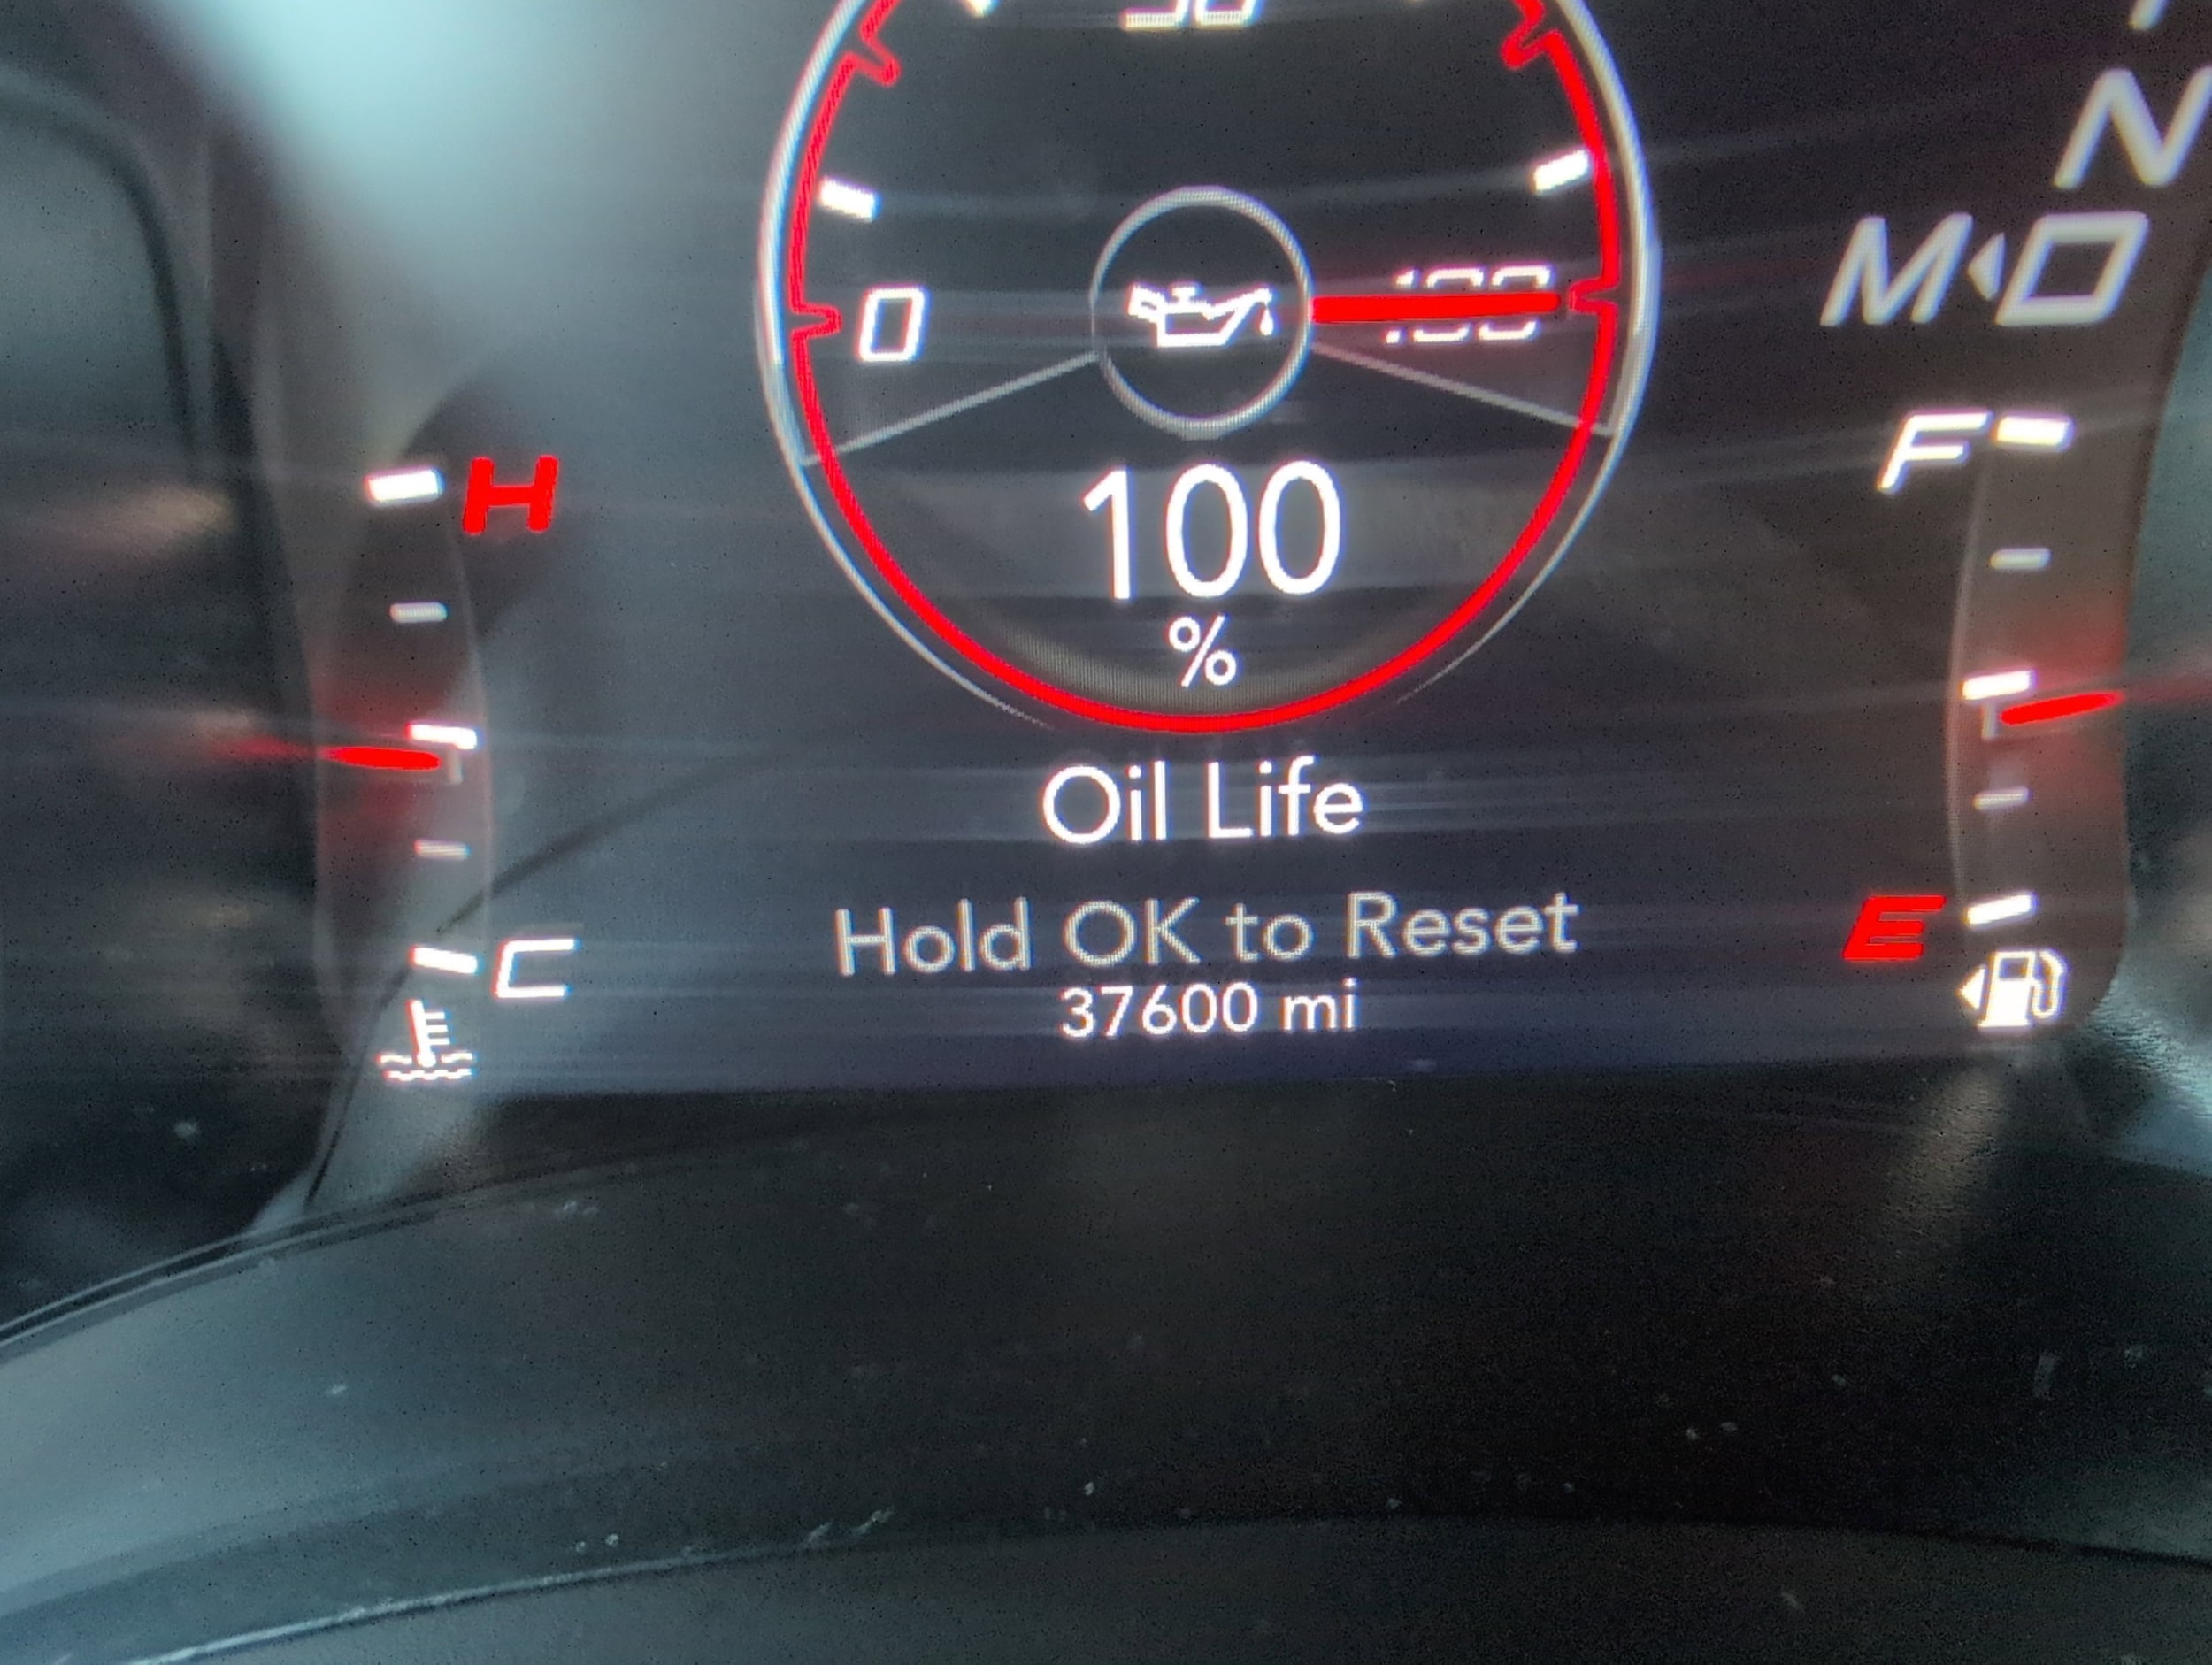 N
M D
0 100
F
H
100
%
Oil Life
E
Hold OK to Reset
C
37600 mi